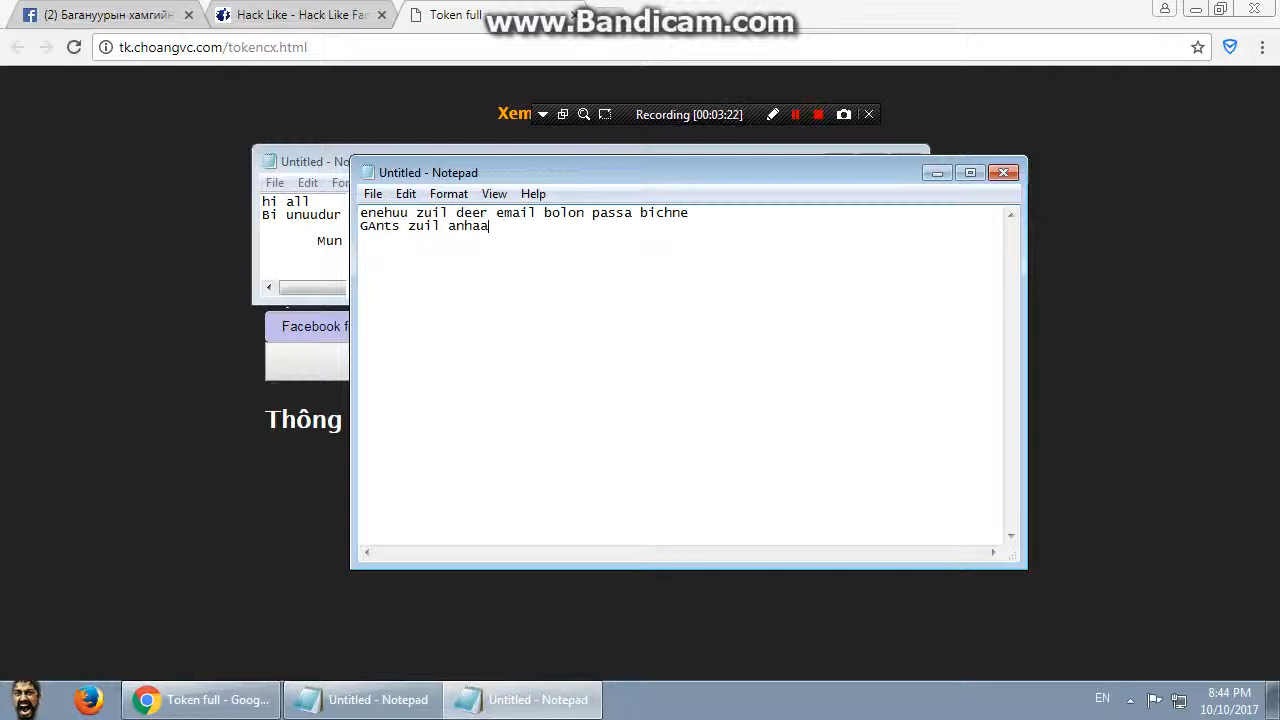 (2) Багануурын хамгийн
Hack Like - Hack Like Fac
Token full
www.Bandicam.com
tk.choangvc.com/tokencx.html
Xem
Recording [00:03:22]
Untitled - No
File Edit For
hi all
Bi unuudur
Mun
Untitled - Notepad
File Edit Format View Help
enehuu zuil deer email bolon passa bichne
GAnts zuil anhaa
Facebook f
Thông
Token full - Goog...
Untitled - Notepad
Untitled - Notepad
EN
8:44 PM
10/10/2017